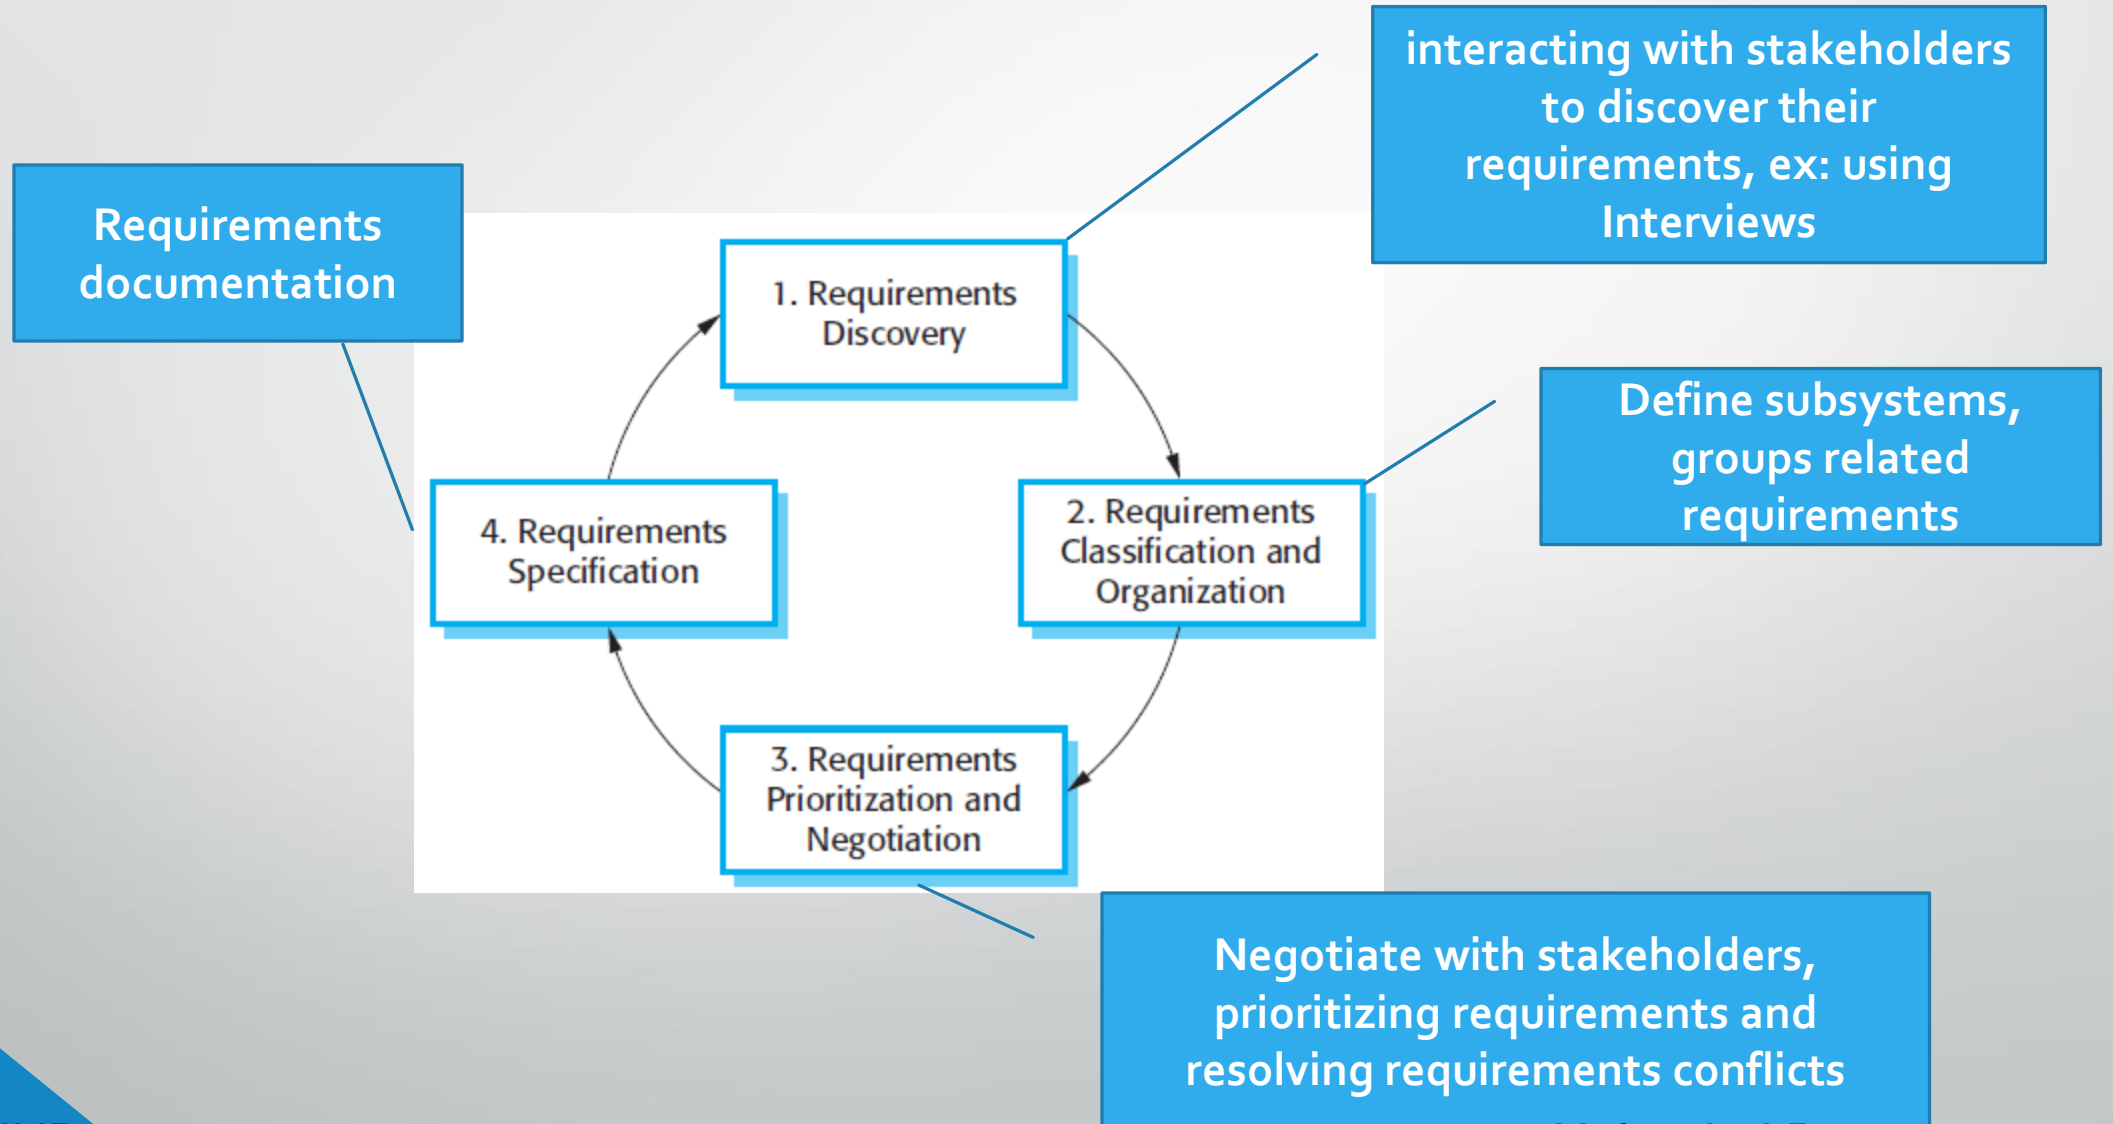 interacting with stakeholders
to discover their
requirements, ex: using
Interviews
Requirements
documentation
1. Requirements
Discovery
Define subsystems,
groups related
requirements
4. Requirements
Specification
2. Requirements
Classification and
Organization
3. Requirements
Prioritization and
Negotiation
Negotiate with stakeholders,
prioritizing requirements and
resolving requirements conflicts